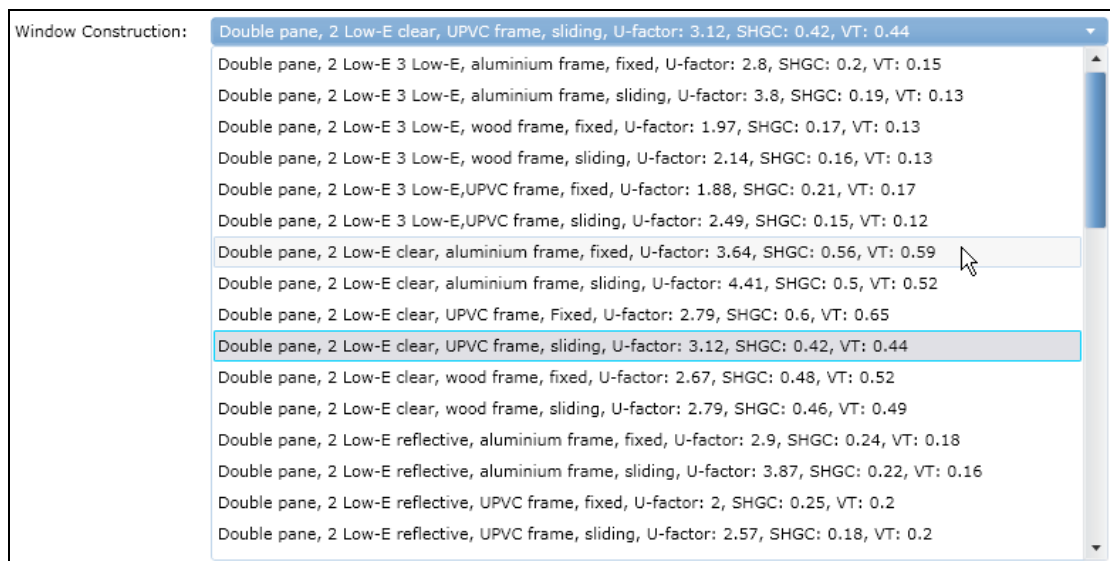 Window Construction: Double pane, 2 Low-E clear, UPVC frame, sliding, U-factor: 3.12, SHGC: 0.42, VT: 0.44
Double pane, 2 Low-E 3 Low-E, aluminium frame, fixed, U-factor: 2.8, SHGC: 0.2, VT: 0.15
Double pane, 2 Low-E 3 Low-E, aluminium frame, sliding, U-factor: 3.8, SHGC: 0.19, VT: 0.13
Double pane, 2 Low-E 3 Low-E, wood frame, fixed, U-factor: 1.97, SHGC: 0.17, VT: 0.13
Double pane, 2 Low-E 3 Low-E, wood frame, sliding, U-factor: 2.14, SHGC: 0.16, VT: 0.13
Double pane, 2 Low-E 3 Low-E,UPVC frame, fixed, U-factor: 1.88, SHGC: 0.21, VT: 0.17
Double pane, 2 Low-E 3 Low-E,UPVC frame, sliding, U-factor: 2.49, SHGC: 0.15, VT: 0.12
Double pane, 2 Low-E clear, aluminium frame, fixed, U-factor: 3.64, SHGC: 0.56, VT: 0.59
Double pane, 2 Low-E clear, aluminium frame, sliding, U-factor: 4.41, SHGC: 0.5, VT: 0.52
Double pane, 2 Low-E clear, UPVC frame, Fixed, U-factor: 2.79, SHGC: 0.6, VT: 0.65
Double pane, 2 Low-E clear, UPVC frame, sliding, U-factor: 3.12, SHGC: 0.42, VT: 0.44
Double pane, 2 Low-E clear, wood frame, fixed, U-factor: 2.67, SHGC: 0.48, VT: 0.52
Double pane, 2 Low-E clear, wood frame, sliding, U-factor: 2.79, SHGC: 0.46, VT: 0.49
Double pane, 2 Low-E reflective, aluminium frame, fixed, U-factor: 2.9, SHGC: 0.24, VT: 0.18
Double pane, 2 Low-E reflective, aluminium frame, sliding, U-factor: 3.87, SHGC: 0.22, VT: 0.16
Double pane, 2 Low-E reflective, UPVC frame, fixed, U-factor: 2, SHGC: 0.25, VT: 0.2
Double pane, 2 Low-E reflective, UPVC frame, sliding, U-factor: 2.57, SHGC: 0.18, VT: 0.2